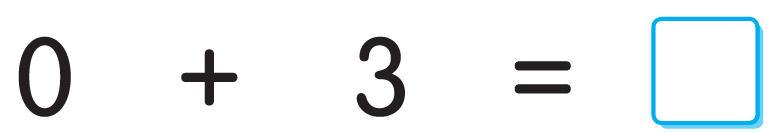 0 + 3 =